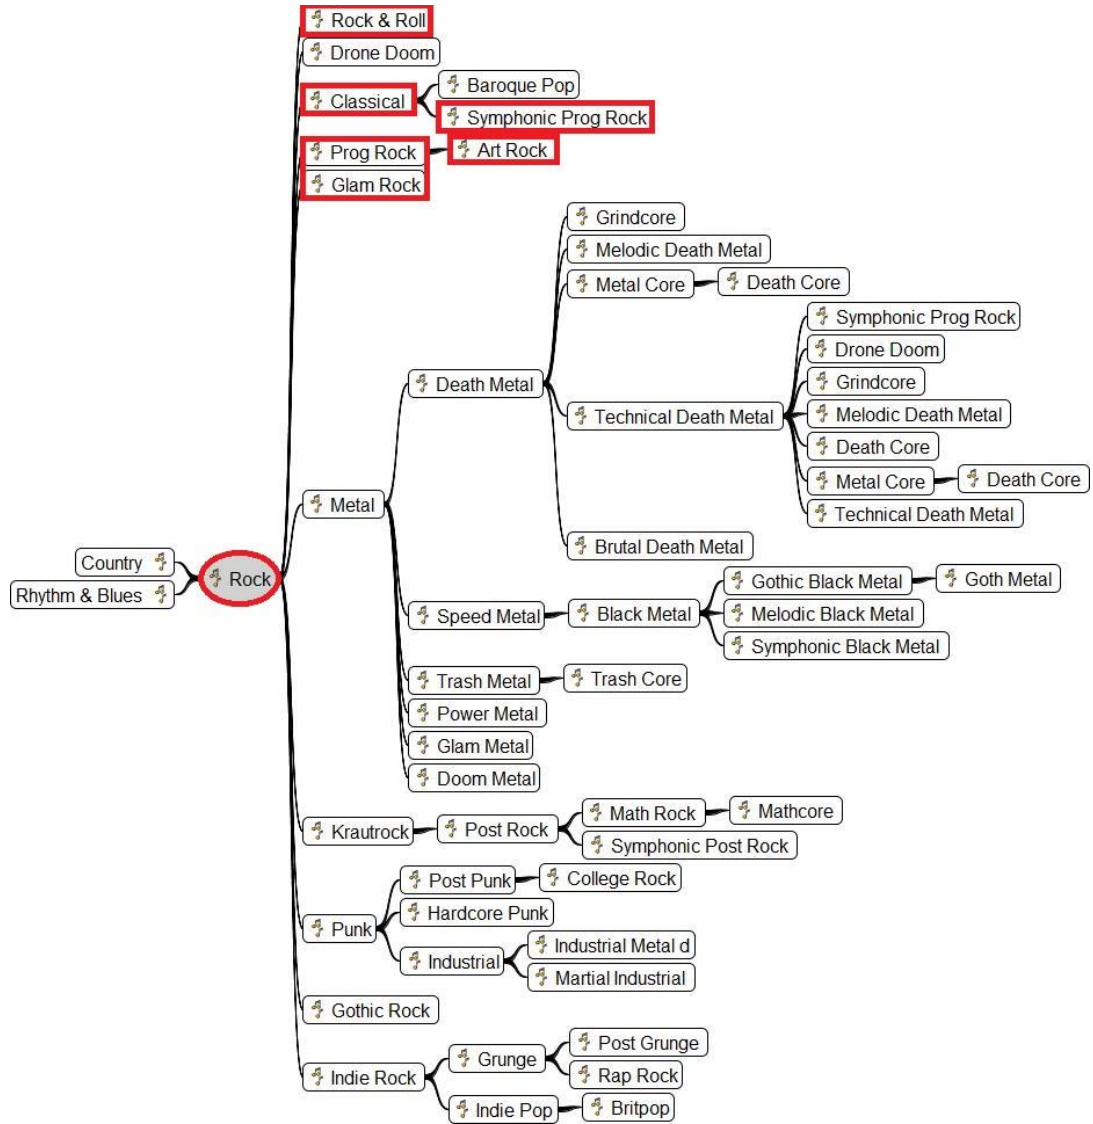 Rock & Roll
Drone Doom
Classical
Baroque Pop
Symphonic Prog Rock
Prog Rock
Art Rock
Glam Rock
Metal
Death Metal
Grindcore
Melodic Death Metal
Metal Core
Death Core
Technical Death Metal
Symphonic Prog Rock
Drone Doom
Grindcore
Melodic Death Metal
Death Core
Metal Core
Death Core
Technical Death Metal
Brutal Death Metal
Country
Rhythm & Blues
Rock
Speed Metal
Black Metal
Gothic Black Metal
Goth Metal
Melodic Black Metal
Symphonic Black Metal
Trash Metal
Trash Core
Power Metal
Glam Metal
Doom Metal
Krautrock
Post Rock
Math Rock
Mathcore
Symphonic Post Rock
Punk
Post Punk
College Rock
Hardcore Punk
Industrial
Industrial Metal d
Martial Industrial
Gothic Rock
Indie Rock
Grunge
Post Grunge
Rap Rock
Indie Pop
Britpop